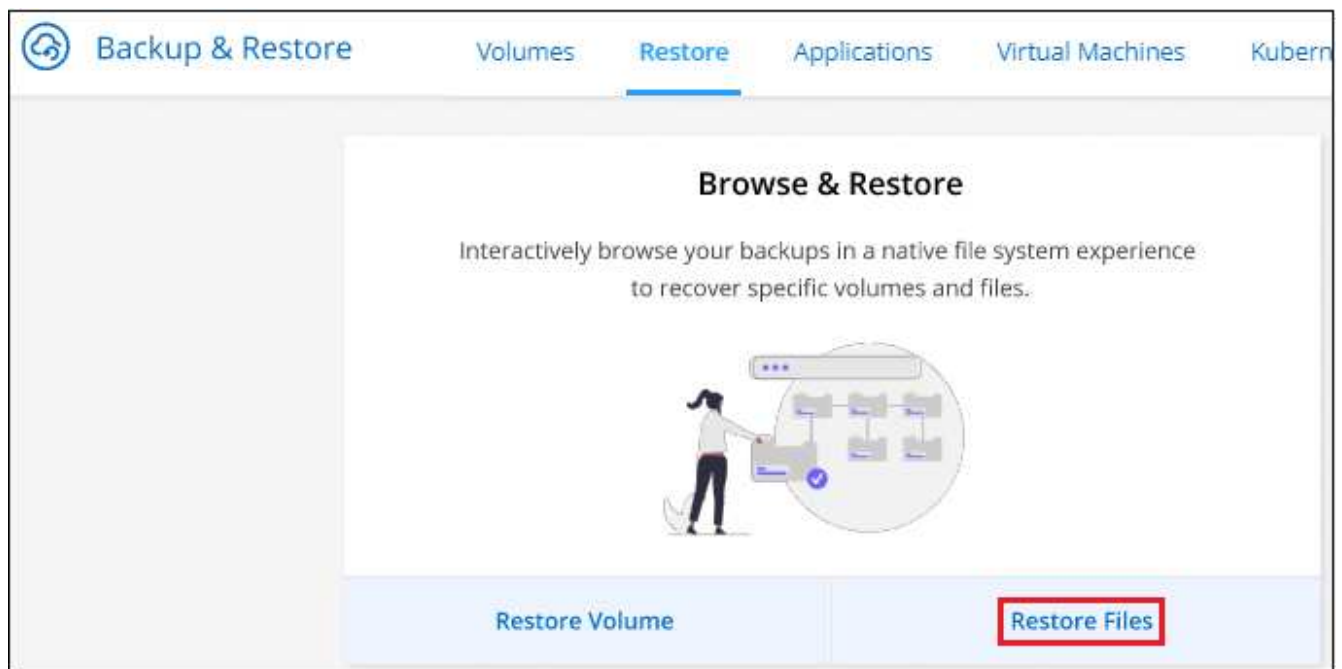 Backup & Restore Volumes Restore Applications Virtual Machines Kubern
Browse & Restore
Interactively browse your backups in a native file system experience
to recover specific volumes and files.
Restore Volume Restore Files